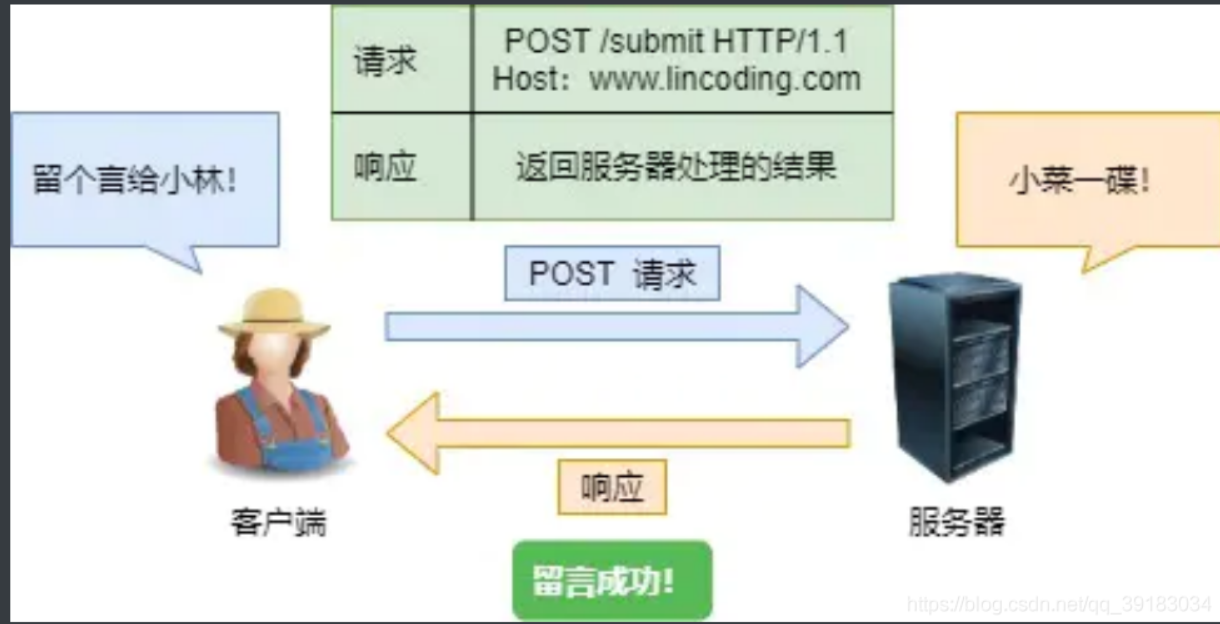 请求
POST /submit HTTP/1.1
Host：www.lincoding.com
响应
返回服务器处理的结果
留个言给小林！
小菜一碟！
POST 请求
响应
客户端
服务器
留言成功！
https://blog.csdn.net/qq_39183034